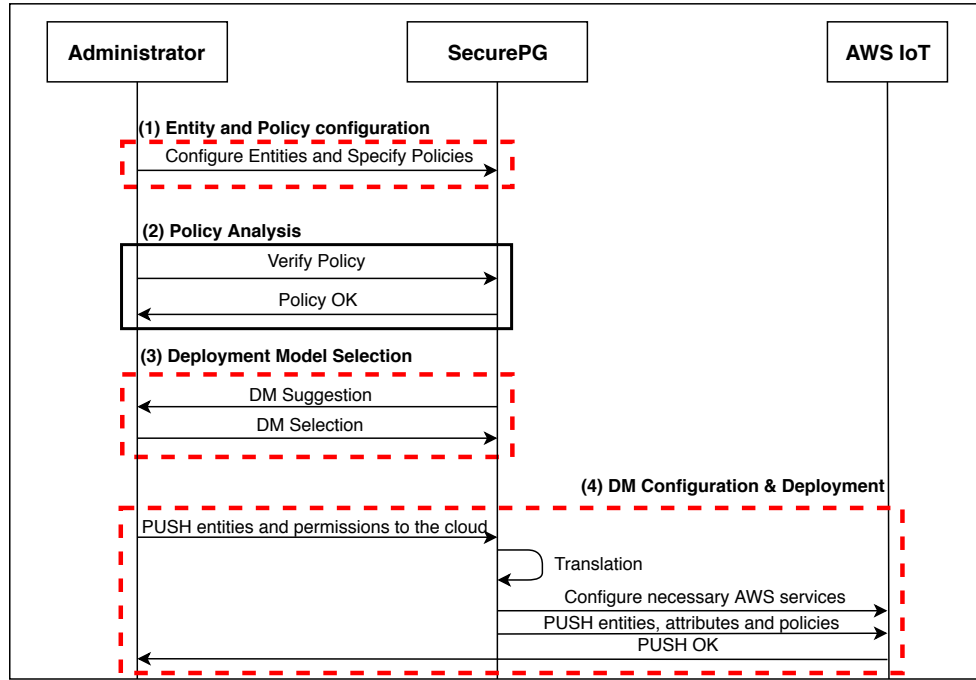 Administrator
SecurePG
AWS IoT
(1) Entity and Policy configuration
Configure Entities and Specify Policies
(2) Policy Analysis
Verify Policy
Policy OK
(3) Deployment Model Selection
DM Suggestion
DM Selection
(4) DM Configuration & Deployment
PUSH entities and permissions to the cloud
Translation
Configure necessary AWS services
PUSH entities, attributes and policies
PUSH OK